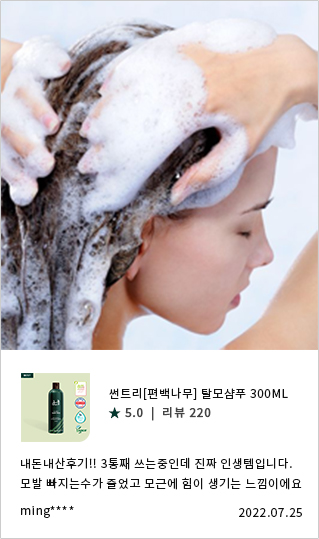 썬트리[편백나무] 탈모샴푸 300ML
★ 5.0 | 리뷰 220
내돈내산후기!! 3통째 쓰는중인데 진짜 인생템입니다.
모발 빠지는수가 줄었고 모근에 힘이 생기는 느낌이에요
ming****
2022.07.25